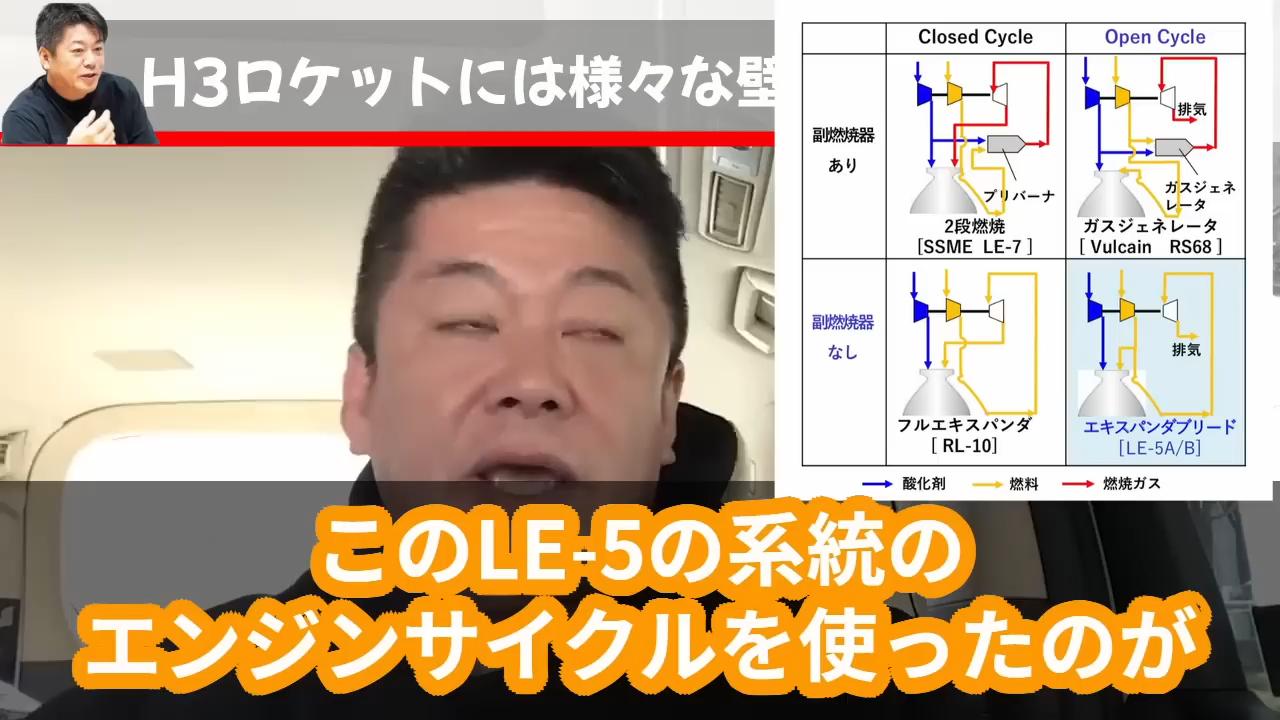 H3ロケットには様々な壁
Closed Cycle
Open Cycle
副燃焼器
あり
排気
プリバーナ
ガスジェネ
レータ
2段燃焼
[SSME LE-7 ]
ガスジェネレータ
[ Vulcain RS68 ]
副燃焼器
なし
排気
フルエキスパンダ
[ RL-10]
エキスパンダブリード
[LE-5A/B]
酸化剤
燃料
燃焼ガス
このLE-5の系統の
エンジンサイクルを使ったのが